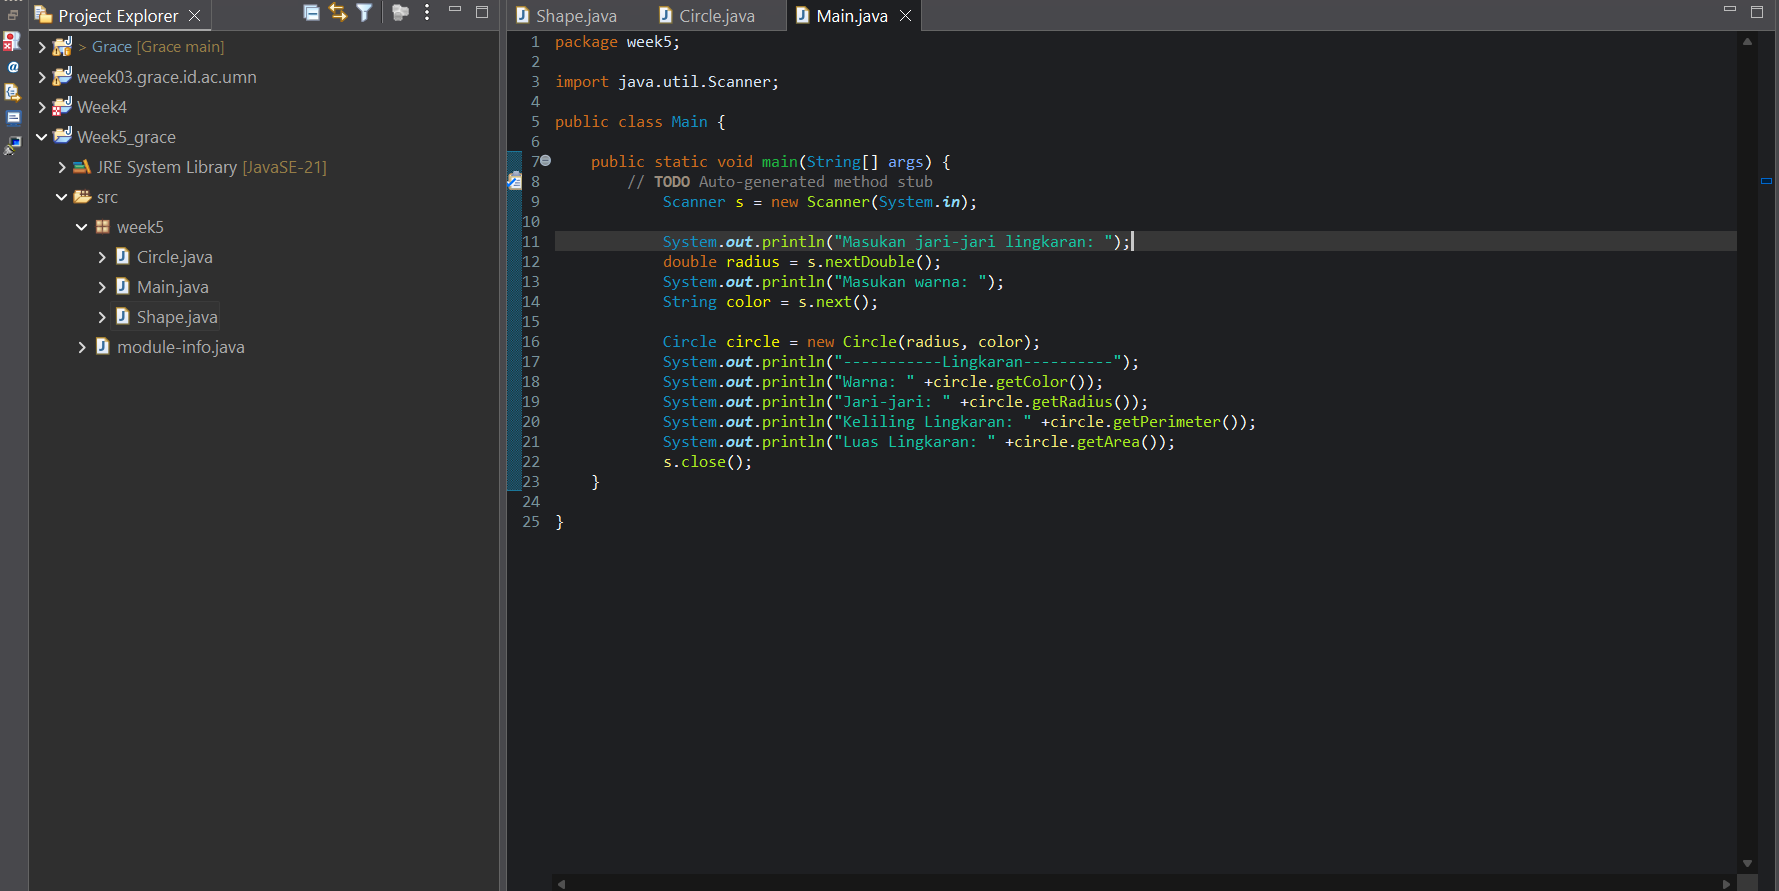 Project Explorer
> Grace [Grace main]
week03.grace.id.ac.umn
Week4
Week5_grace
JRE System Library [JavaSE-21]
src
week5
Circle.java
Main.java
Shape.java
module-info.java
Shape.java Circle.java Main.java
1 package week5;
2
3 import java.util.Scanner;
4
5 public class Main {
6
7 public static void main(String[] args) {
8 // TODO Auto-generated method stub
9 Scanner s = new Scanner(System.in);
10
11 System.out.println("Masukan jari-jari lingkaran: ");
12 double radius = s.nextDouble();
13 System.out.println("Masukan warna: ");
14 String color = s.next();
15
16 Circle circle = new Circle(radius, color);
17 System.out.println("-----------Lingkaran----------");
18 System.out.println("Warna: " +circle.getColor());
19 System.out.println("Jari-jari: " +circle.getRadius());
20 System.out.println("Keliling Lingkaran: " +circle.getPerimeter());
21 System.out.println("Luas Lingkaran: " +circle.getArea());
22 s.close();
23 }
24
25 }